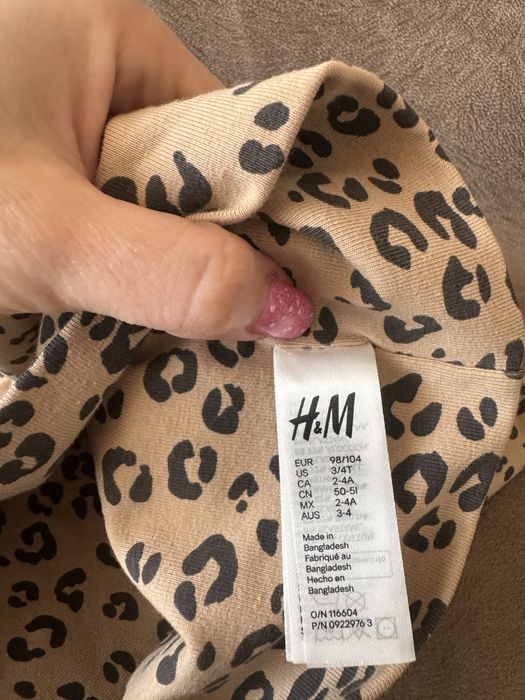 H&M
EUR 98/104
US 3/4T
CA 2-4A
CN 50-51
MX 2-4A
AUS 3-4
Made in
Bangladesh
Fabriqué au
Bangladesh
Hecho en
Bangladesh
O/N 116604
P/N 0922976 3